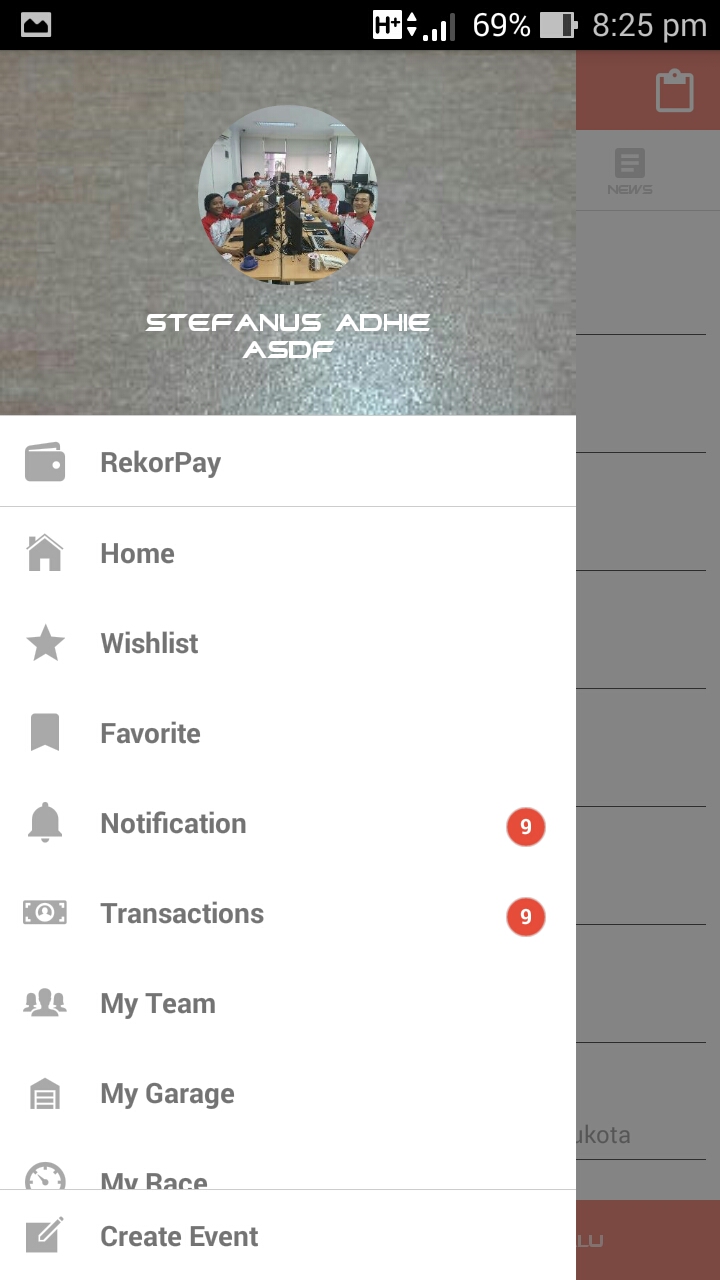 H+ 69% 8:25 pm
NEWS
STEFANUS ADHIE
ASDF
RekorPay
Home
Wishlist
Favorite
Notification 9
Transactions 9
My Team
My Garage
My Race
ukota
Create Event
LU